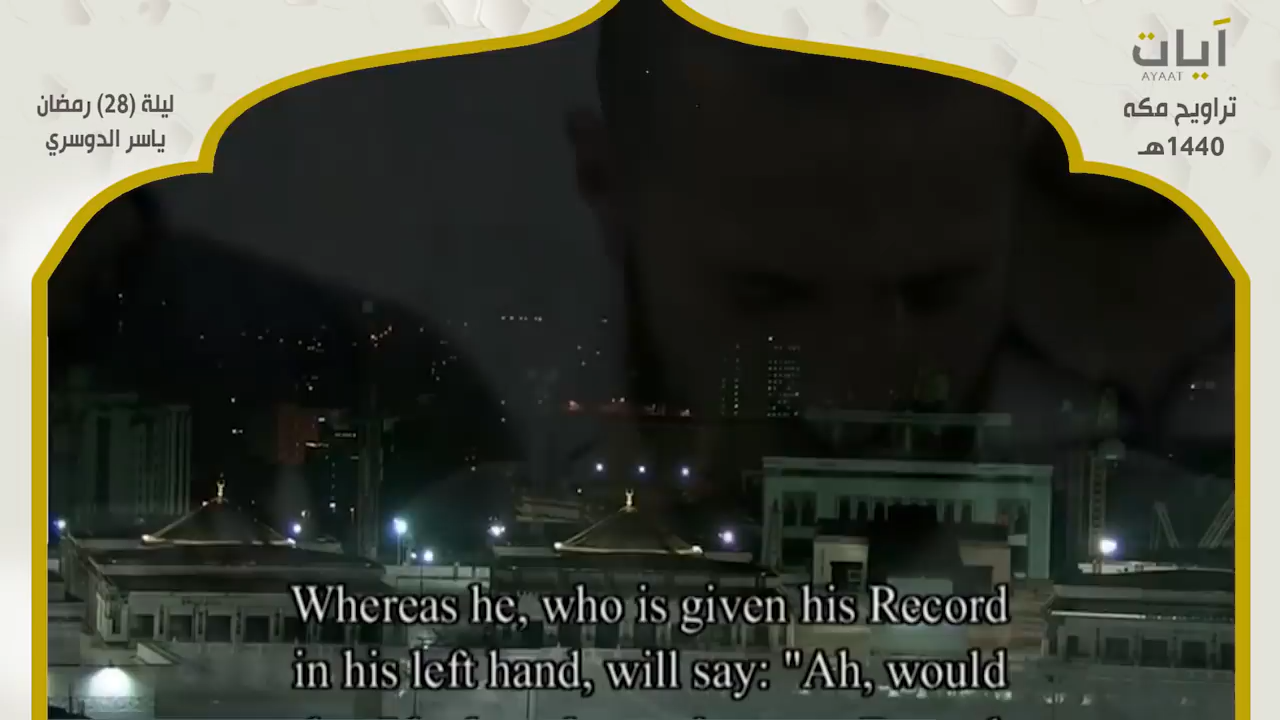 آيات
AYAAT
تراويح مكه
1440هـ
ليلة (28) رمضان
ياسر الدوسري
Whereas he, who is given his Record
in his left hand, will say: "Ah, would